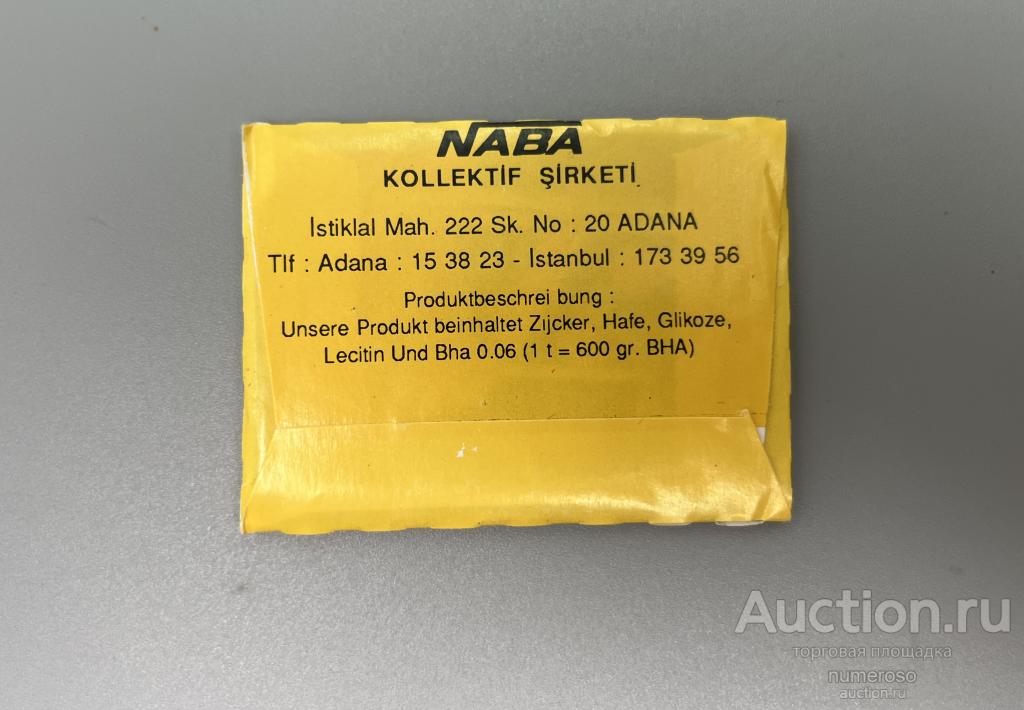 NABA
KOLLEKTİF ŞİRKETİ
İstiklal Mah. 222 Sk. No : 20 ADANA
Tlf : Adana : 15 38 23 - İstanbul : 173 39 56
Produktbeschrei bung :
Unsere Produkt beinhaltet Zıjcker, Hafe, Glikoze,
Lecitin Und Bha 0.06 (1 t = 600 gr. BHA)
Auction.ru
торговая площадка
numeroso
auction.ru